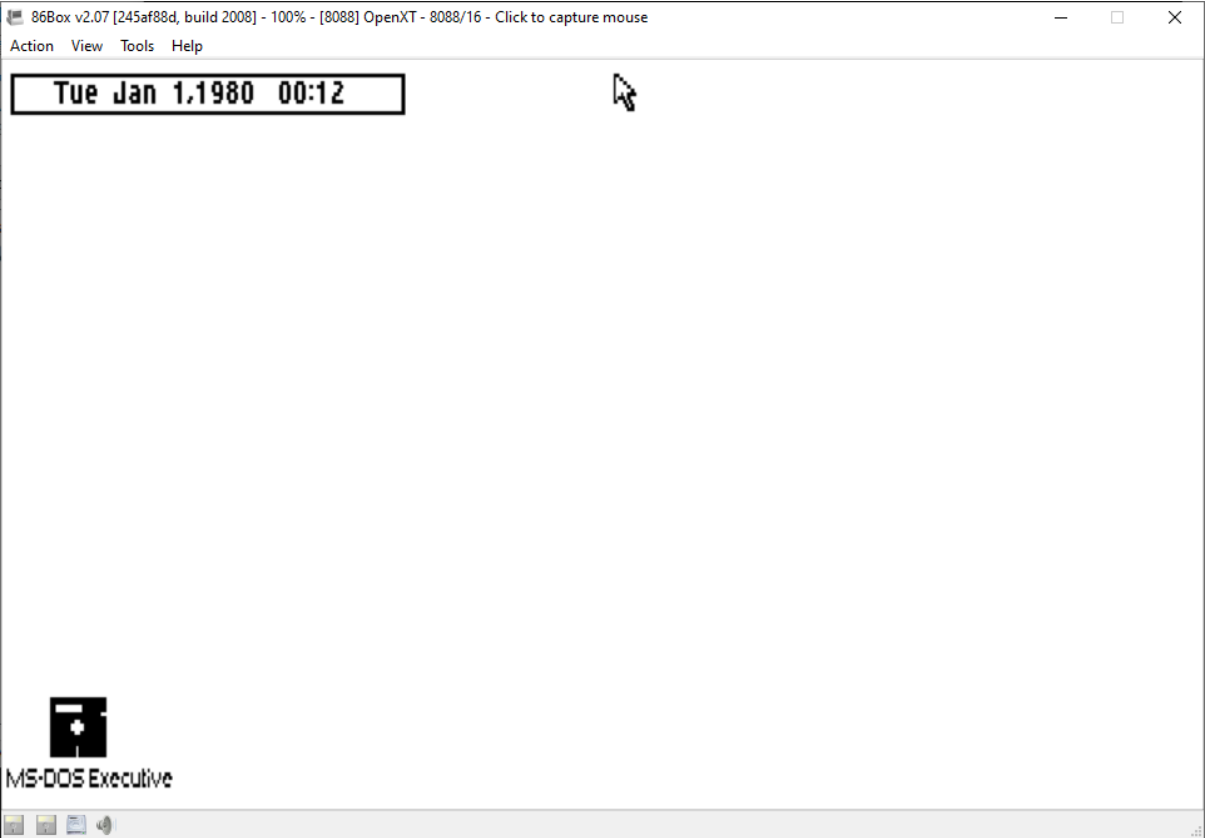 86Box v2.07 [245af88d, build 2008] - 100% - [8088] OpenXT - 8088/16 - Click to capture mouse
Action View Tools Help
Tue Jan 1,1980 00:12
MS-DOS Executive